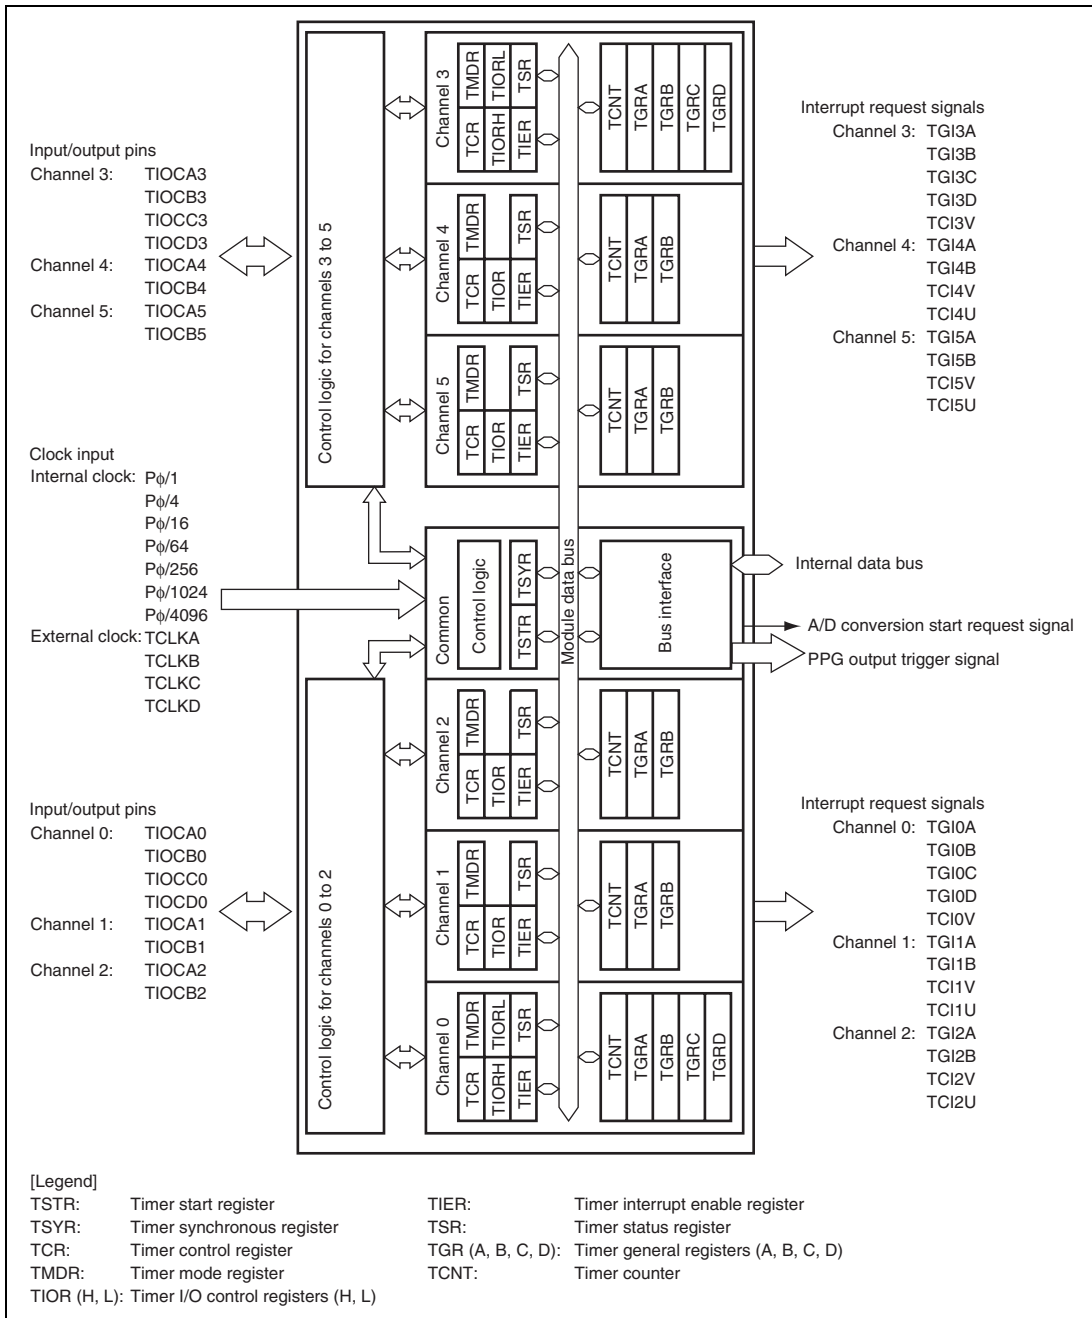 Input/output pins
Channel 3: TIOCA3
TIOCB3
TIOCC3
TIOCD3
Channel 4: TIOCA4
TIOCB4
Channel 5: TIOCA5
TIOCB5
Clock input
Internal clock: Pφ/1
Pφ/4
Pφ/16
Pφ/64
Pφ/256
Pφ/1024
Pφ/4096
External clock: TCLKA
TCLKB
TCLKC
TCLKD
Input/output pins
Channel 0: TIOCA0
TIOCB0
TIOCC0
TIOCD0
Channel 1: TIOCA1
TIOCB1
Channel 2: TIOCA2
TIOCB2
Control logic for channels 3 to 5
Channel 3
TCR TMDR
TIORH TIORL
TIER TSR
TCNT
TGRA
TGRB
TGRC
TGRD
Channel 4
TCR TMDR
TIOR
TIER TSR
TCNT
TGRA
TGRB
Channel 5
TCR TMDR
TIOR
TIER TSR
TCNT
TGRA
TGRB
Common
Control logic
TSTR TSYR
Module data bus
Bus interface
Control logic for channels 0 to 2
Channel 2
TCR TMDR
TIOR
TIER TSR
TCNT
TGRA
TGRB
Channel 1
TCR TMDR
TIOR
TIER TSR
TCNT
TGRA
TGRB
Channel 0
TCR TMDR
TIORH TIORL
TIER TSR
TCNT
TGRA
TGRB
TGRC
TGRD
Interrupt request signals
Channel 3: TGI3A
TGI3B
TGI3C
TGI3D
TCI3V
Channel 4: TGI4A
TGI4B
TCI4V
TCI4U
Channel 5: TGI5A
TGI5B
TCI5V
TCI5U
Internal data bus
A/D conversion start request signal
PPG output trigger signal
Interrupt request signals
Channel 0: TGI0A
TGI0B
TGI0C
TGI0D
TCI0V
Channel 1: TGI1A
TGI1B
TCI1V
TCI1U
Channel 2: TGI2A
TGI2B
TCI2V
TCI2U
[Legend]
TSTR: Timer start register
TSYR: Timer synchronous register
TCR: Timer control register
TMDR: Timer mode register
TIOR (H, L): Timer I/O control registers (H, L)
TIER: Timer interrupt enable register
TSR: Timer status register
TGR (A, B, C, D): Timer general registers (A, B, C, D)
TCNT: Timer counter